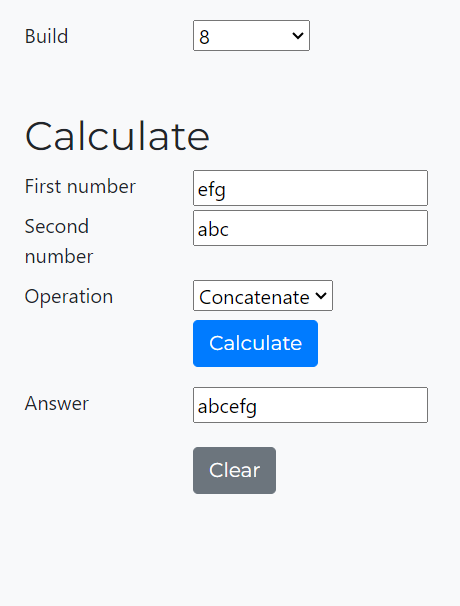 Build 8
Calculate
First number efg
Second abc
number
Operation Concatenate
Calculate
Answer abcefg
Clear